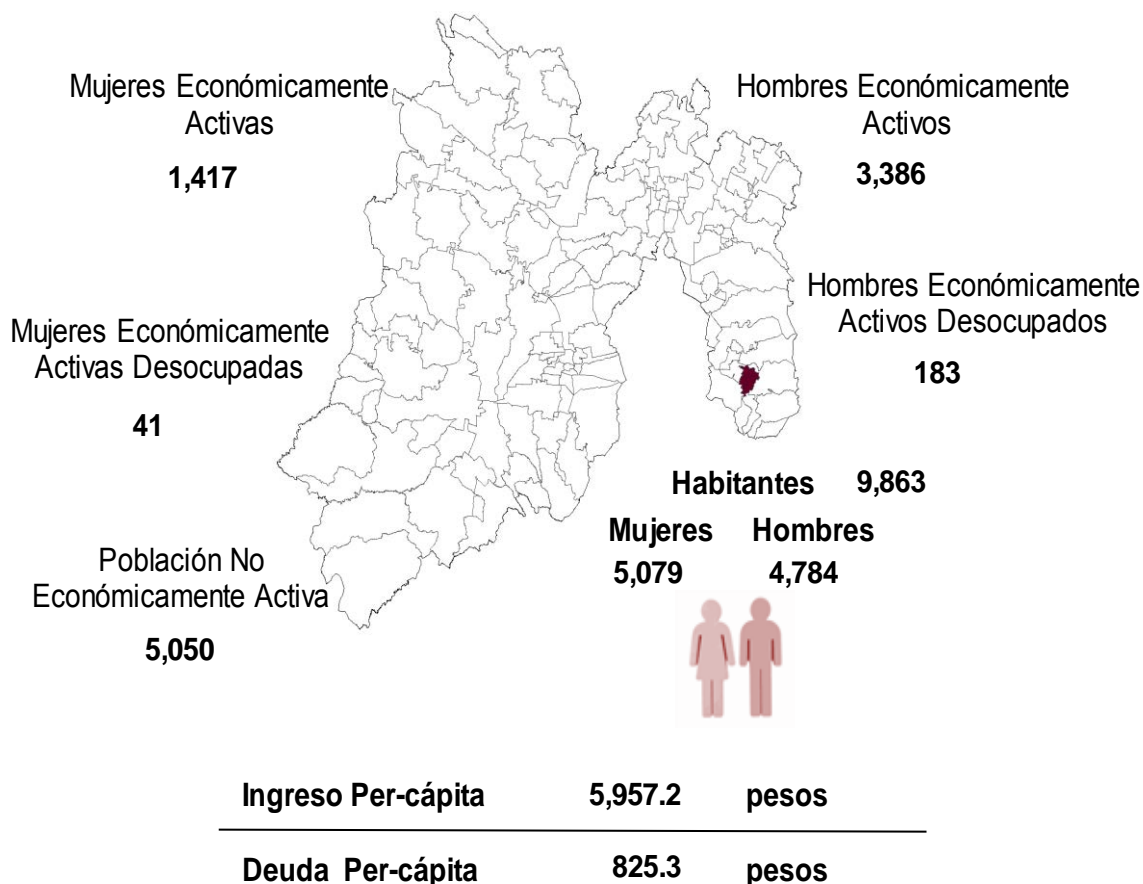 Mujeres Económicamente
Activas
1,417
Hombres Económicamente
Activos
3,386
Mujeres Económicamente
Activas Desocupadas
41
Hombres Económicamente
Activos Desocupados
183
Habitantes 9,863
Mujeres Hombres
5,079 4,784
Población No
Económicamente Activa
5,050
Ingreso Per-cápita 5,957.2 pesos
Deuda Per-cápita 825.3 pesos